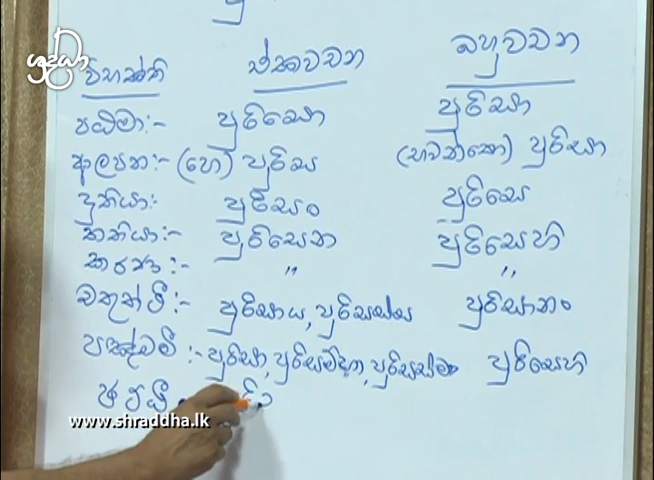 ශ්‍රද්ධා
විභක්ති ඒකවචන බහුවචන
පඨමා:- පුරිසො පුරිසා
ආලපන:- (හෙ) පුරිස (භවන්තො) පුරිසා
දුතියා:- පුරිසං පුරිසෙ
තතියා:- පුරිසෙන පුරිසෙහි
කරණ:- " "
චතුත්ථී:- පුරිසාය, පුරිසස්ස පුරිසානං
පඤ්චමී:- පුරිසා, පුරිසම්හා, පුරිසස්මා පුරිසෙහි
ඡට්ඨී
www.shraddha.lk